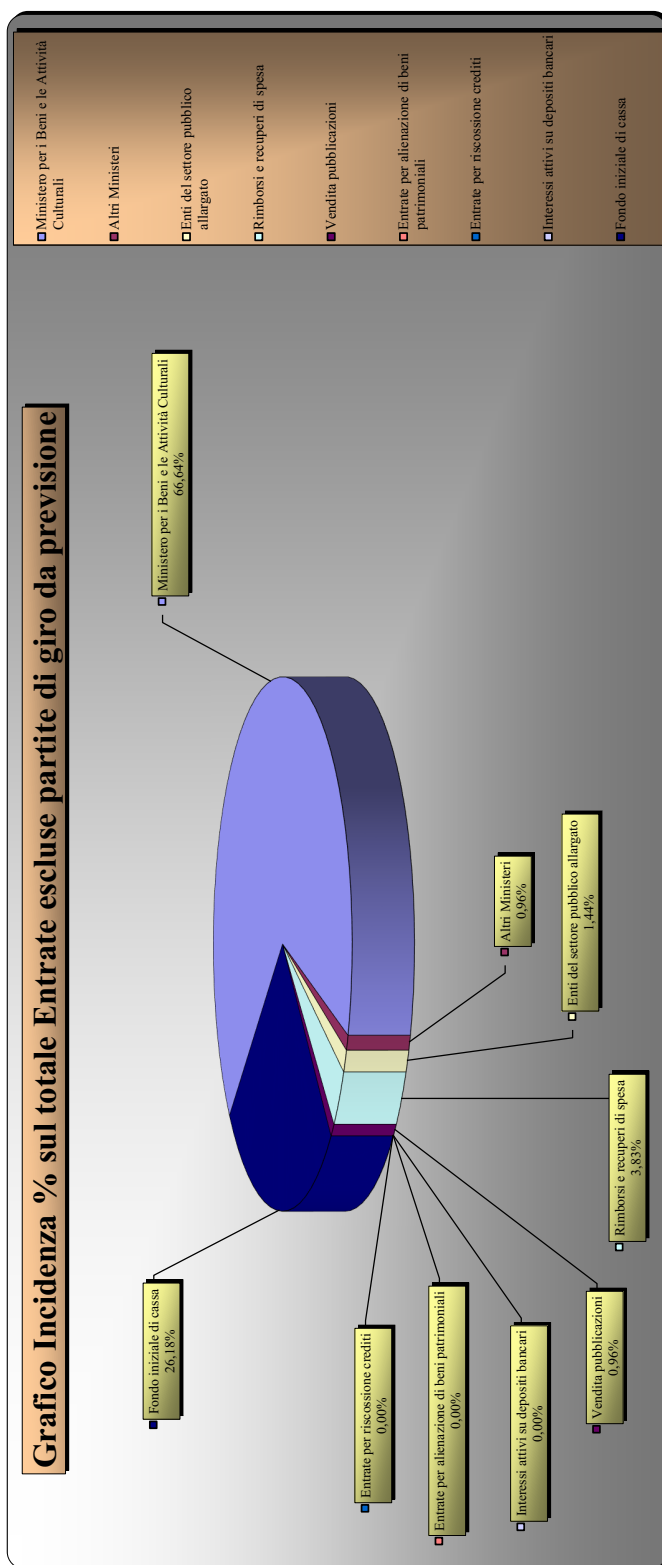 Grafico Incidenza % sul totale Entrate escluse partite di giro da previsione
Fondo iniziale di cassa
26,18%
Ministero per i Beni e le Attività Culturali
66,64%
Entrate per riscossione crediti
0,00%
Entrate per alienazione di beni patrimoniali
0,00%
Interessi attivi su depositi bancari
0,00%
Vendita pubblicazioni
0,96%
Rimborsi e recuperi di spesa
3,83%
Enti del settore pubblico allargato
1,44%
Altri Ministeri
0,96%
Ministero per i Beni e le Attività
Culturali
Altri Ministeri
Enti del settore pubblico
allargato
Rimborsi e recuperi di spesa
Vendita pubblicazioni
Entrate per alienazione di beni
patrimoniali
Entrate per riscossione crediti
Interessi attivi su depositi bancari
Fondo iniziale di cassa